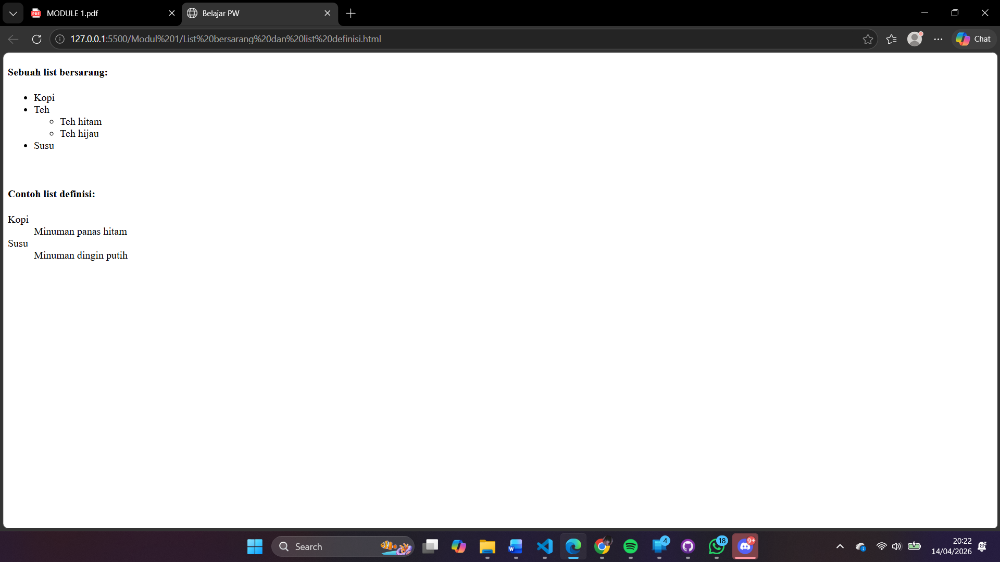 MODULE 1.pdf
Belajar PW
127.0.0.1:5500/Modul%201/List%20bersarang%20dan%20list%20definisi.html
Chat
Sebuah list bersarang:
Kopi
Teh
Teh hitam
Teh hijau
Susu
Contoh list definisi:
Kopi
Minuman panas hitam
Susu
Minuman dingin putih
Search
4
18
9+
20:22
14/04/2026